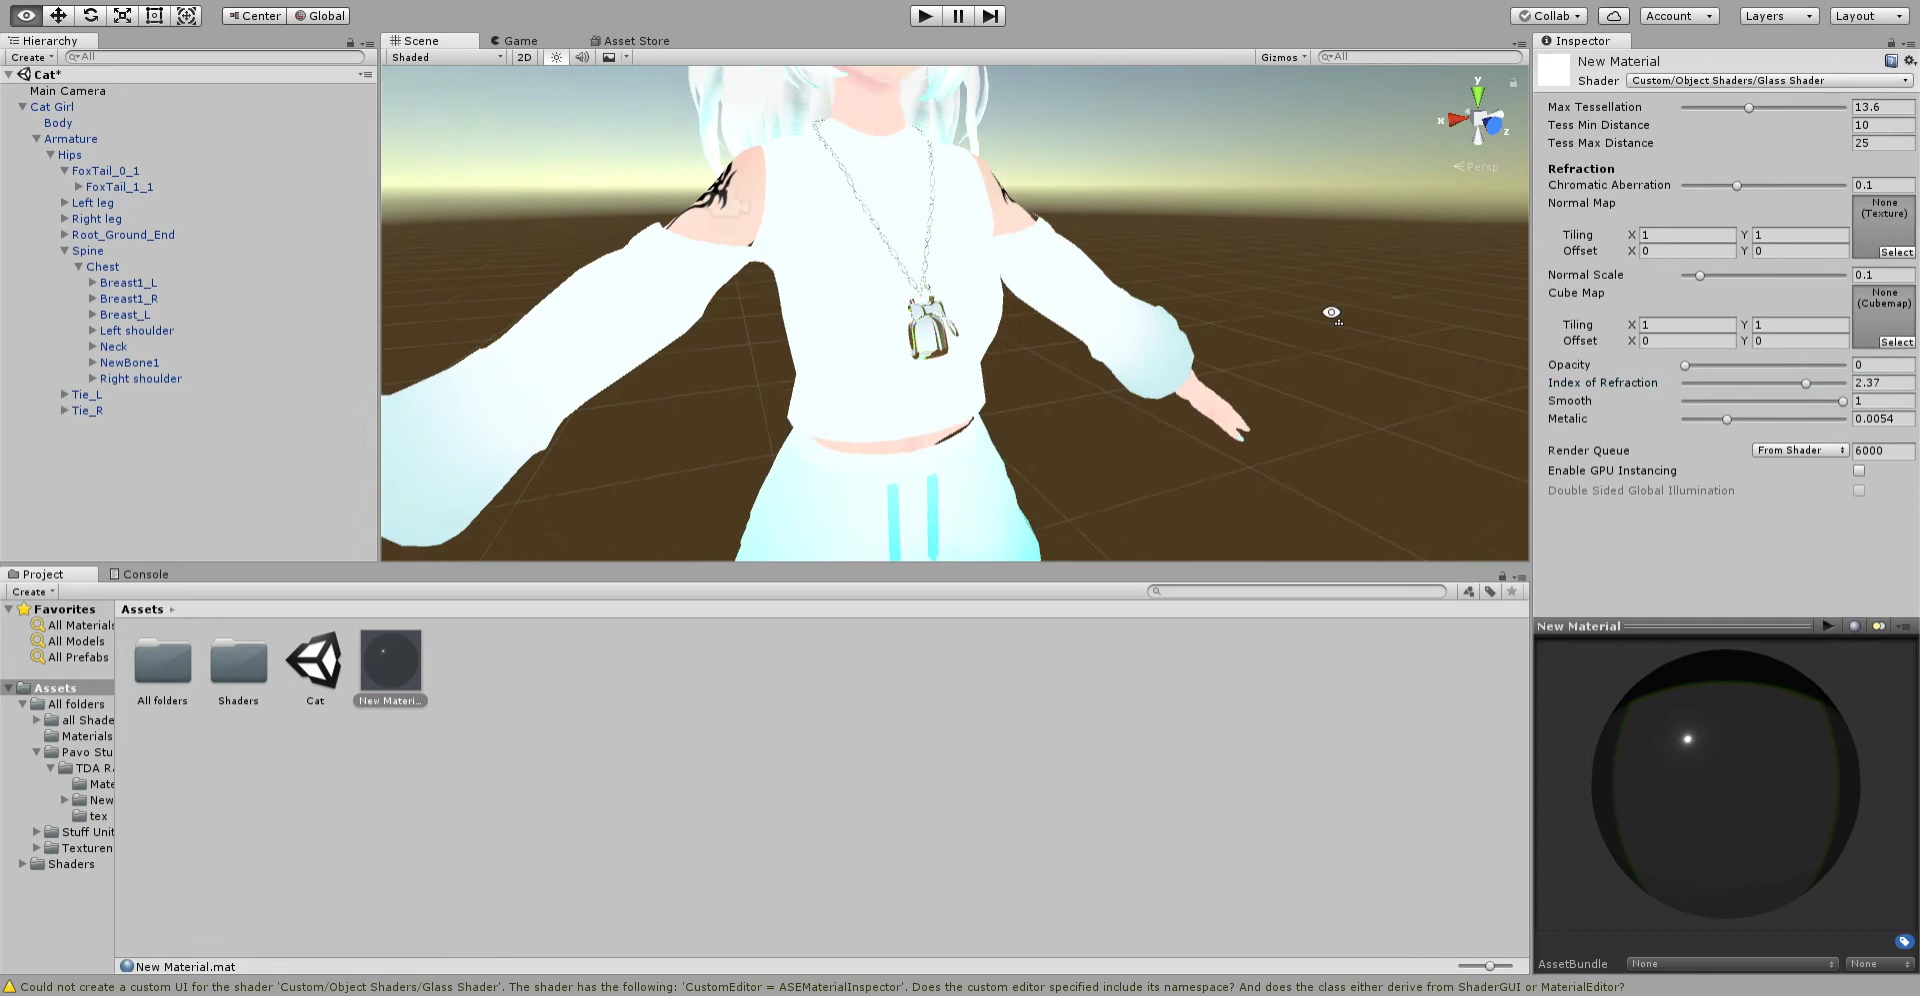 Center
Global
Collab
Account
Layers
Layout
Hierarchy
Create
All
Cat*
Main Camera
Cat Girl
Body
Armature
Hips
FoxTail_0_1
FoxTail_1_1
Left leg
Right leg
Root_Ground_End
Spine
Chest
Breast1_L
Breast1_R
Breast_L
Left shoulder
Neck
NewBone1
Right shoulder
Tie_L
Tie_R
Scene
Game
Asset Store
Shaded
2D
Gizmos
All
y
x
z
Persp
Inspector
New Material
Shader Custom/Object Shaders/Glass Shader
Max Tessellation 13.6
Tess Min Distance 10
Tess Max Distance 25
Refraction
Chromatic Aberration 0.1
Normal Map
None
(Texture)
Tiling X 1 Y 1
Offset X 0 Y 0
Select
Normal Scale 0.1
Cube Map
None
(Cubemap)
Tiling X 1 Y 1
Offset X 0 Y 0
Select
Opacity 0
Index of Refraction 2.37
Smooth 1
Metalic 0.0054
Render Queue From Shader 6000
Enable GPU Instancing
Double Sided Global Illumination
Project
Console
Create
Favorites
All Materials
All Models
All Prefabs
Assets
All folders
all Shade
Materials
Pavo Stu
TDA R
Mate
New
tex
Stuff Unit
Texturen
Shaders
Assets
All folders
Shaders
Cat
New Materi...
New Material.mat
New Material
AssetBundle None None
Could not create a custom UI for the shader 'Custom/Object Shaders/Glass Shader'. The shader has the following: 'CustomEditor = ASEMaterialInspector'. Does the custom editor specified include its namespace? And does the class either derive from ShaderGUI or MaterialEditor?